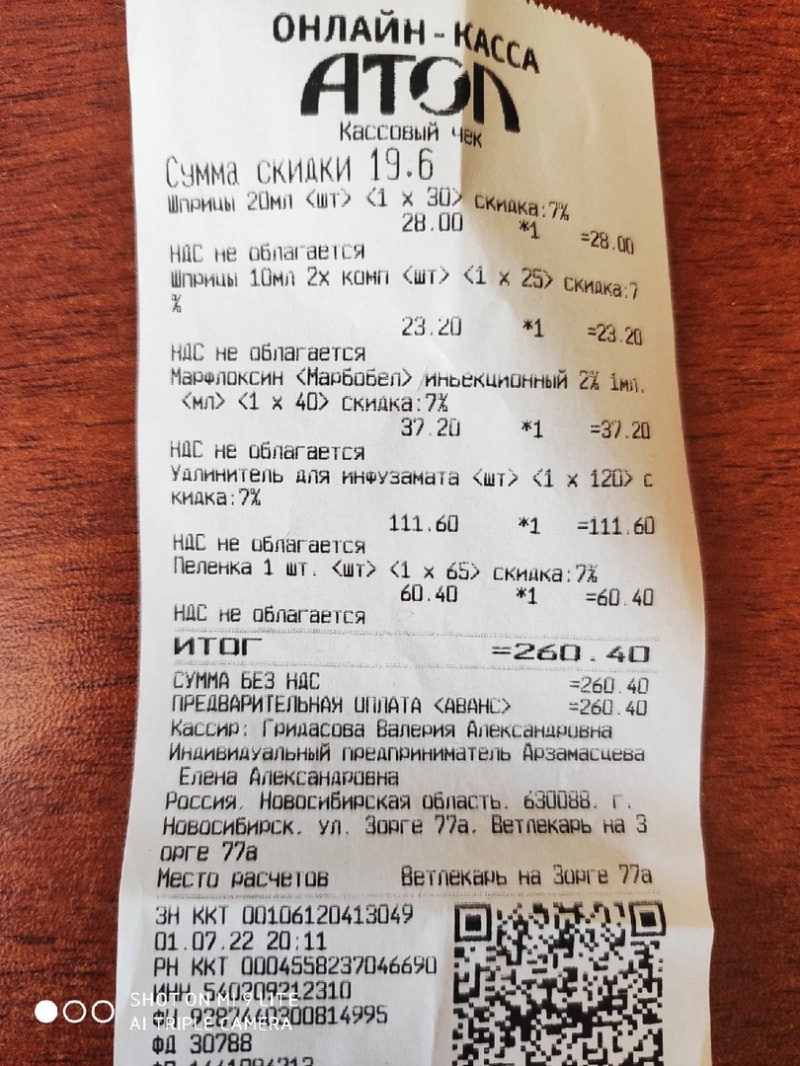 ОНЛАЙН-КАССА
АТОЛ
Кассовый чек
Сумма скидки 19.6
Шприцы 20мл <шт> <1 x 30> скидка:7%
28.00 *1 =28.00
НДС не облагается
Шприцы 10мл 2х комп <шт> <1 x 25> скидка:7
%
23.20 *1 =23.20
НДС не облагается
Марфлоксин <Марбобел> иньекционный 2% 1мл.
<мл> <1 x 40> скидка:7%
37.20 *1 =37.20
НДС не облагается
Удлинитель для инфузамата <шт> <1 x 120> с
кидка:7%
111.60 *1 =111.60
НДС не облагается
Пеленка 1 шт. <шт> <1 x 65> скидка:7%
60.40 *1 =60.40
НДС не облагается
ИТОГ =260.40
СУММА БЕЗ НДС =260.40
ПРЕДВАРИТЕЛЬНАЯ ОПЛАТА <АВАНС> =260.40
Кассир: Гридасова Валерия Александровна
Индивидуальный предприниматель Арзамасцева
Елена Александровна
Россия, Новосибирская область, 630088, г.
Новосибирск, ул. Зорге 77а, Ветлекарь на З
орге 77а
Место расчетов Ветлекарь на Зорге 77а
ЗН ККТ 00106120413049
01.07.22 20:11
РН ККТ 0004558237046690
ИНН 540209212310
SHOT ON MI 9 LITE
AI TRIPLE CAMERA
ФД 30788